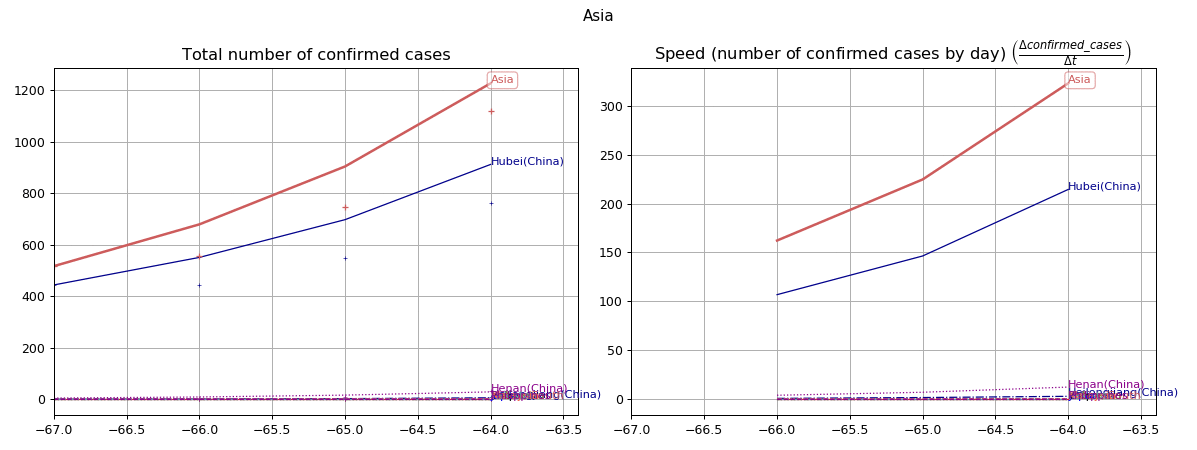 Asia
Total number of confirmed cases
1200
1000
800
600
400
200
0
−67.0 −66.5 −66.0 −65.5 −65.0 −64.5 −64.0 −63.5
Asia
Hubei(China)
Henan(China)
Speed (number of confirmed cases by day) (Δconfirmed_cases/Δt)
300
250
200
150
100
50
0
−67.0 −66.5 −66.0 −65.5 −65.0 −64.5 −64.0 −63.5
Asia
Hubei(China)
Henan(China)
Heilongjiang(China)